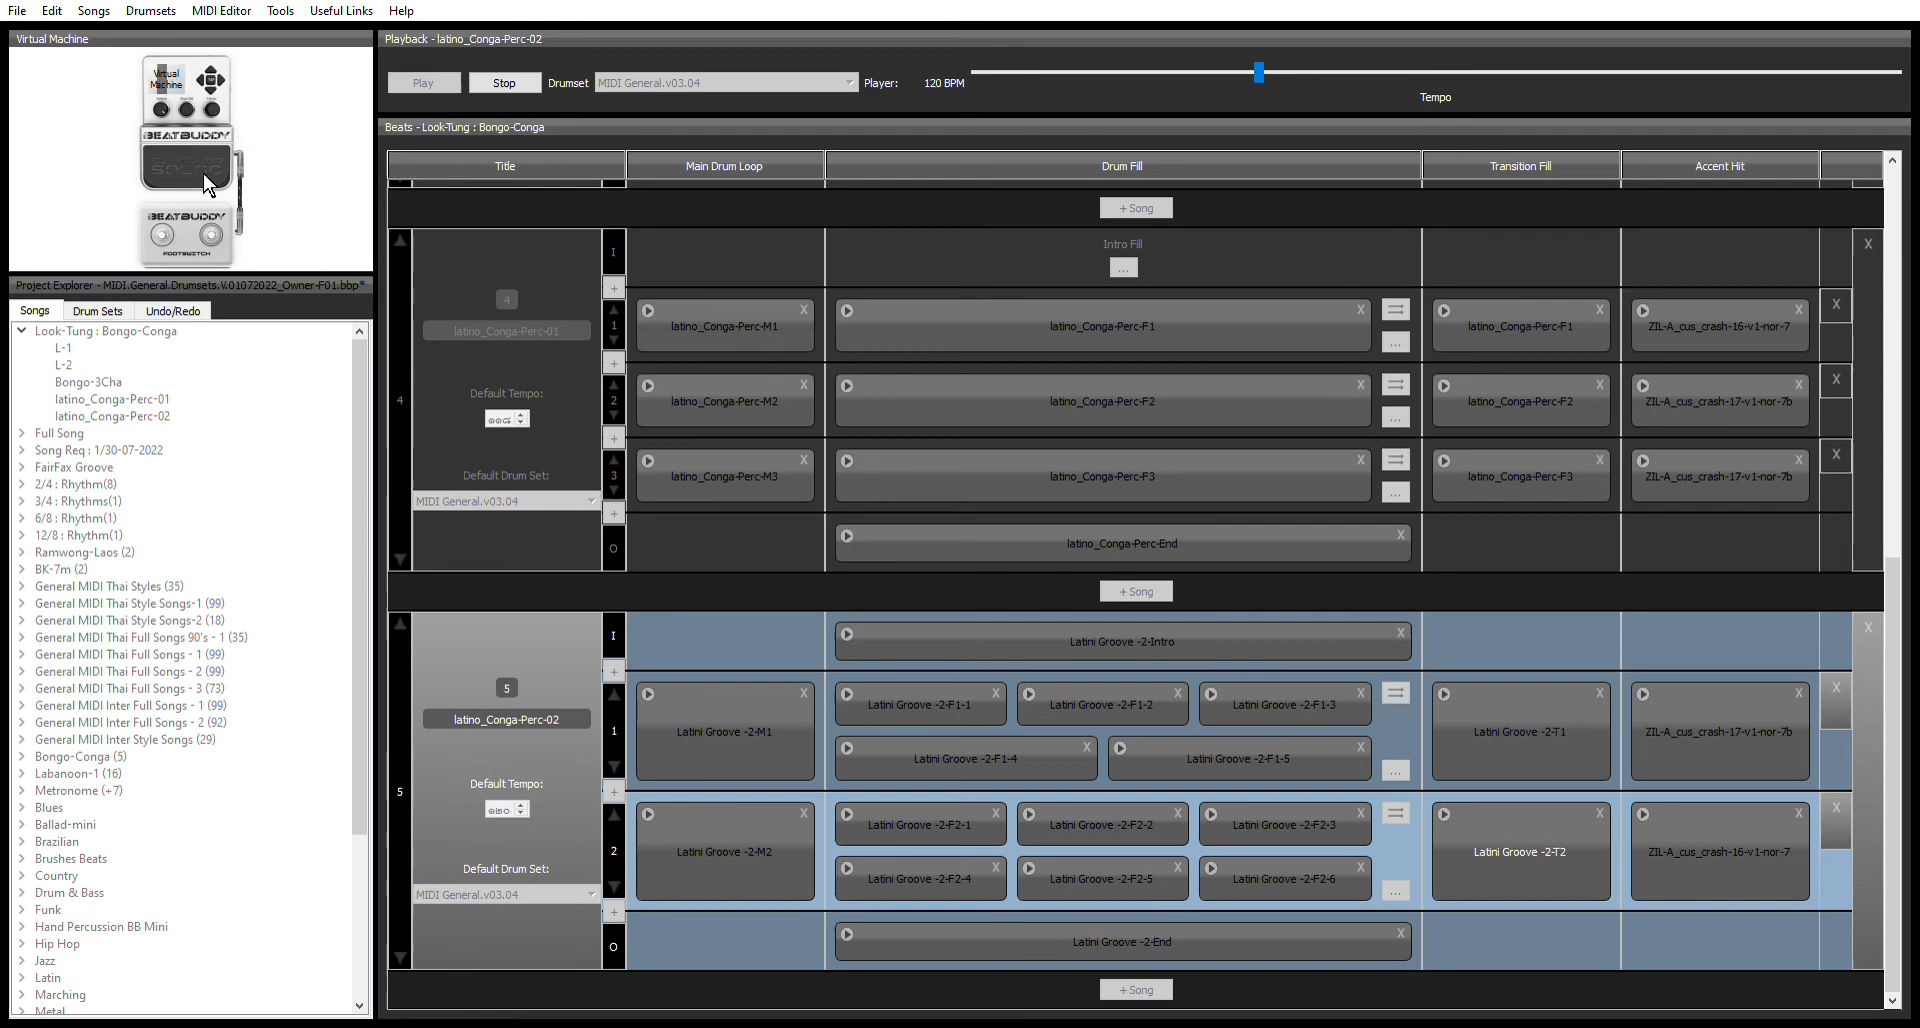 File Edit Songs Drumsets MIDI Editor Tools Useful Links Help
Virtual Machine
Virtual
Machine
BEATBUDDY
BEATBUDDY
FOOTSWITCH
Playback - latino_Conga-Perc-02
Play Stop Drumset MIDI General.v03.04 Player: 120 BPM
Tempo
Project Explorer - MIDI.General.Drumsets.V.01072022_Owner-F01.bbp*
Songs Drum Sets Undo/Redo
Look-Tung : Bongo-Conga
L-1
L-2
Bongo-3Cha
latino_Conga-Perc-01
latino_Conga-Perc-02
Full Song
Song Req : 1/30-07-2022
FairFax Groove
2/4 : Rhythm(8)
3/4 : Rhythms(1)
6/8 : Rhythm(1)
12/8 : Rhythm(1)
Ramwong-Laos (2)
BK-7m (2)
General MIDI Thai Styles (35)
General MIDI Thai Style Songs-1 (99)
General MIDI Thai Style Songs-2 (18)
General MIDI Thai Full Songs 90's - 1 (35)
General MIDI Thai Full Songs - 1 (99)
General MIDI Thai Full Songs - 2 (99)
General MIDI Thai Full Songs - 3 (73)
General MIDI Inter Full Songs - 1 (99)
General MIDI Inter Full Songs - 2 (92)
General MIDI Inter Style Songs (29)
Bongo-Conga (5)
Labanoon-1 (16)
Metronome (+7)
Blues
Ballad-mini
Brazilian
Brushes Beats
Country
Drum & Bass
Funk
Hand Percussion BB Mini
Hip Hop
Jazz
Latin
Marching
Metal
Beats - Look-Tung : Bongo-Conga
Title Main Drum Loop Drum Fill Transition Fill Accent Hit
+ Song
I Intro Fill X
...
+
4
latino_Conga-Perc-01
1 latino_Conga-Perc-M1 X latino_Conga-Perc-F1 X ... latino_Conga-Perc-F1 X ZIL-A_cus_crash-16-v1-nor-7 X X
+
4
Default Tempo:
๑๑๘
2 latino_Conga-Perc-M2 X latino_Conga-Perc-F2 X ... latino_Conga-Perc-F2 X ZIL-A_cus_crash-17-v1-nor-7b X X
+
Default Drum Set:
MIDI General.v03.04
3 latino_Conga-Perc-M3 X latino_Conga-Perc-F3 X ... latino_Conga-Perc-F3 X ZIL-A_cus_crash-17-v1-nor-7b X X
+
O latino_Conga-Perc-End X
+ Song
I Latini Groove -2-Intro X X
+
5
latino_Conga-Perc-02
1 Latini Groove -2-M1 X Latini Groove -2-F1-1 X Latini Groove -2-F1-2 X Latini Groove -2-F1-3 X Latini Groove -2-T1 X ZIL-A_cus_crash-17-v1-nor-7b X X
Latini Groove -2-F1-4 X Latini Groove -2-F1-5 X ...
+
5
Default Tempo:
๑๒๐
2 Latini Groove -2-M2 X Latini Groove -2-F2-1 X Latini Groove -2-F2-2 X Latini Groove -2-F2-3 X Latini Groove -2-T2 X ZIL-A_cus_crash-16-v1-nor-7 X X
Latini Groove -2-F2-4 X Latini Groove -2-F2-5 X Latini Groove -2-F2-6 X ...
Default Drum Set:
MIDI General.v03.04
+
O Latini Groove -2-End X
+ Song